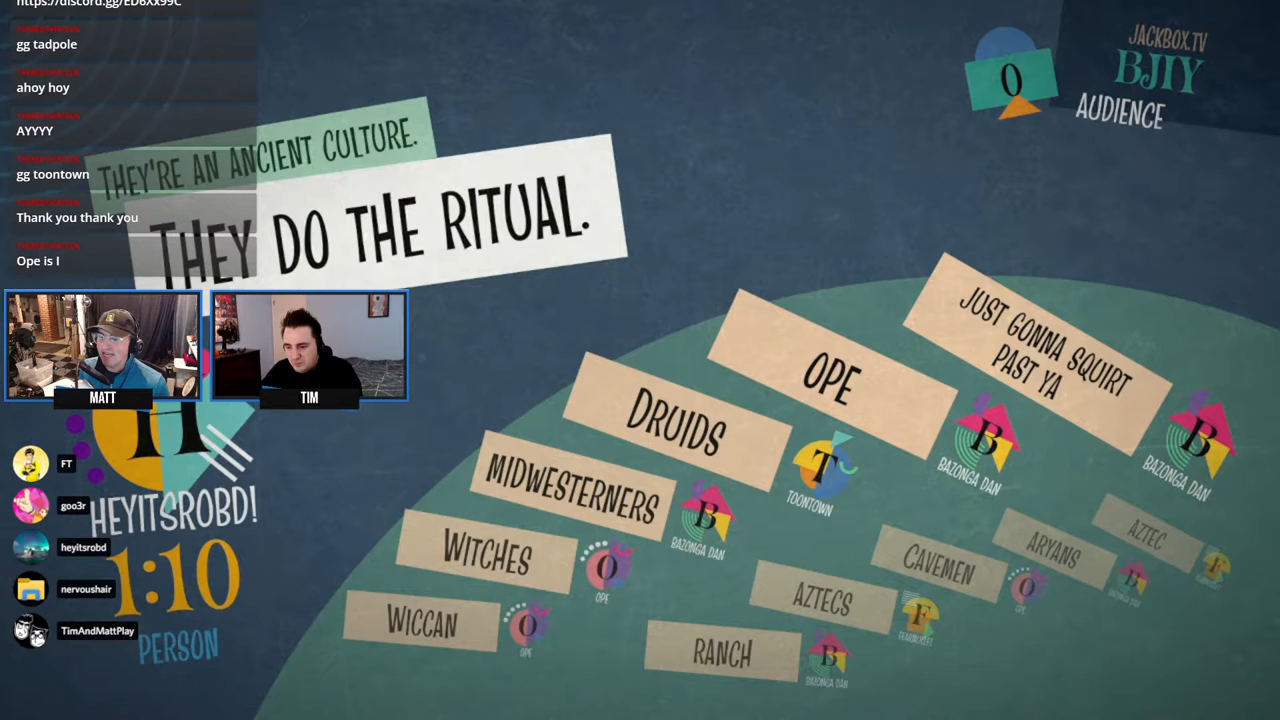 https://discord.gg/ED6Xx99C
gg tadpole
ahoy hoy
AYYYY
gg toontown
Thank you thank you
Ope is I
THEY'RE AN ANCIENT CULTURE.
THEY DO THE RITUAL.
0
JACKBOX.TV
BJIY
AUDIENCE
MATT
TIM
FT
goo3r
heyitsrobd
nervoushair
TimAndMattPlay
H
HEYITSROBD!
1:10
PERSON
JUST GONNA SQUIRT
PAST YA
B
BAZONGA DAN
OPE
B
BAZONGA DAN
DRUIDS
T
TOONTOWN
MIDWESTERNERS
B
BAZONGA DAN
WITCHES
O
OPE
WICCAN
O
OPE
AZTEC
F
ARYANS
B
BAZONGA DAN
CAVEMEN
O
OPE
AZTECS
F
RANCH
B
BAZONGA DAN